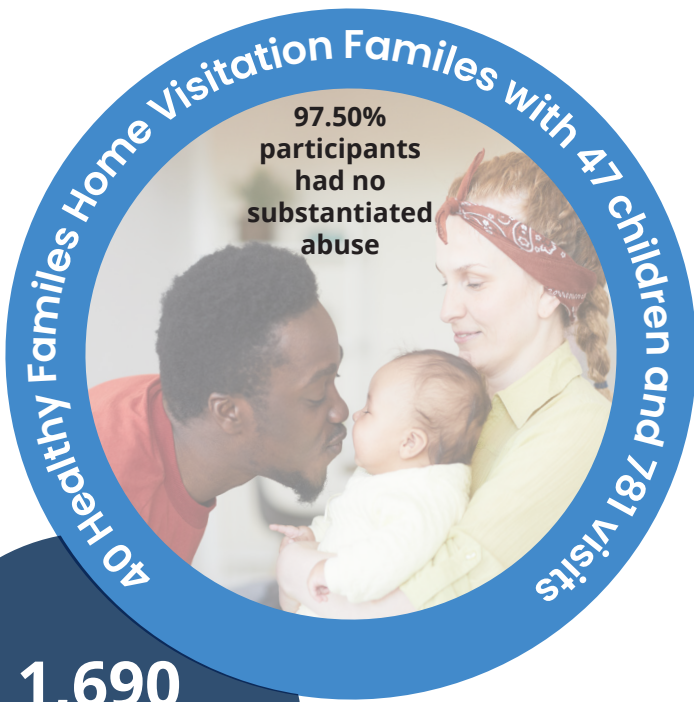 40 Healthy Familes Home Visitation Familes with 47 children and 781 visits
97.50%
participants
had no
substantiated
abuse
1,690